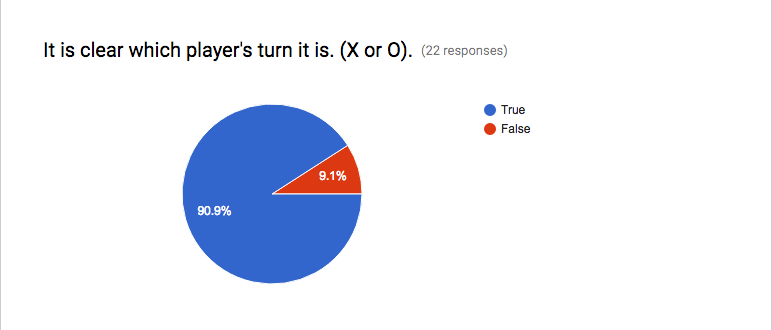 It is clear which player's turn it is. (X or O). (22 responses)
True
False
9.1%
90.9%